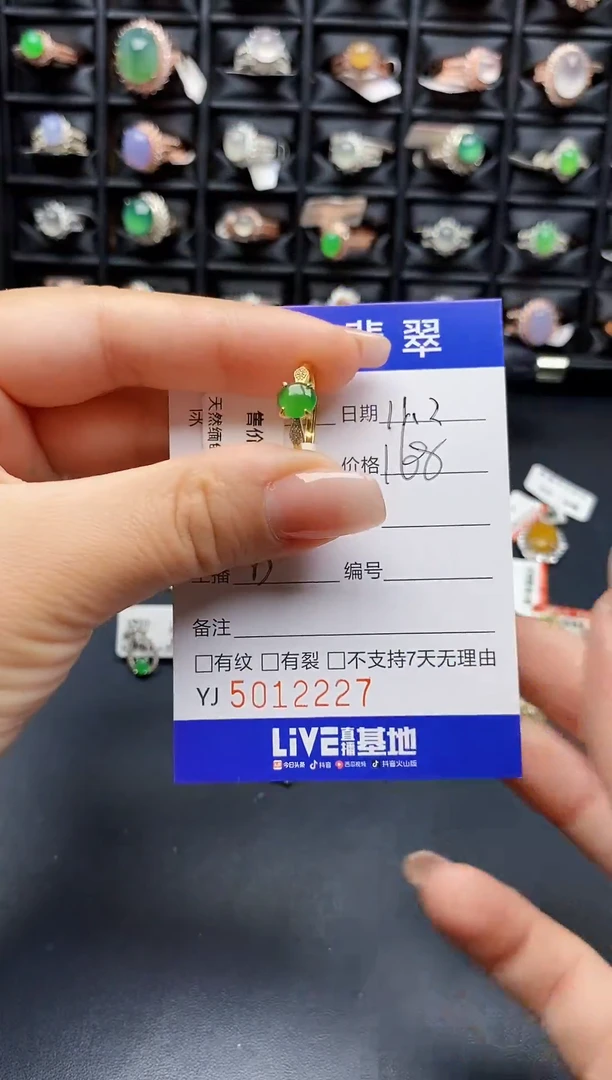 翡翠
天然缅
售价
日期 11.2
价格 168
主播 编号
备注
□有纹 □有裂 □不支持7天无理由
YJ 5012227
LiVE直播基地
今日头条 抖音 西瓜视频 抖音火山版